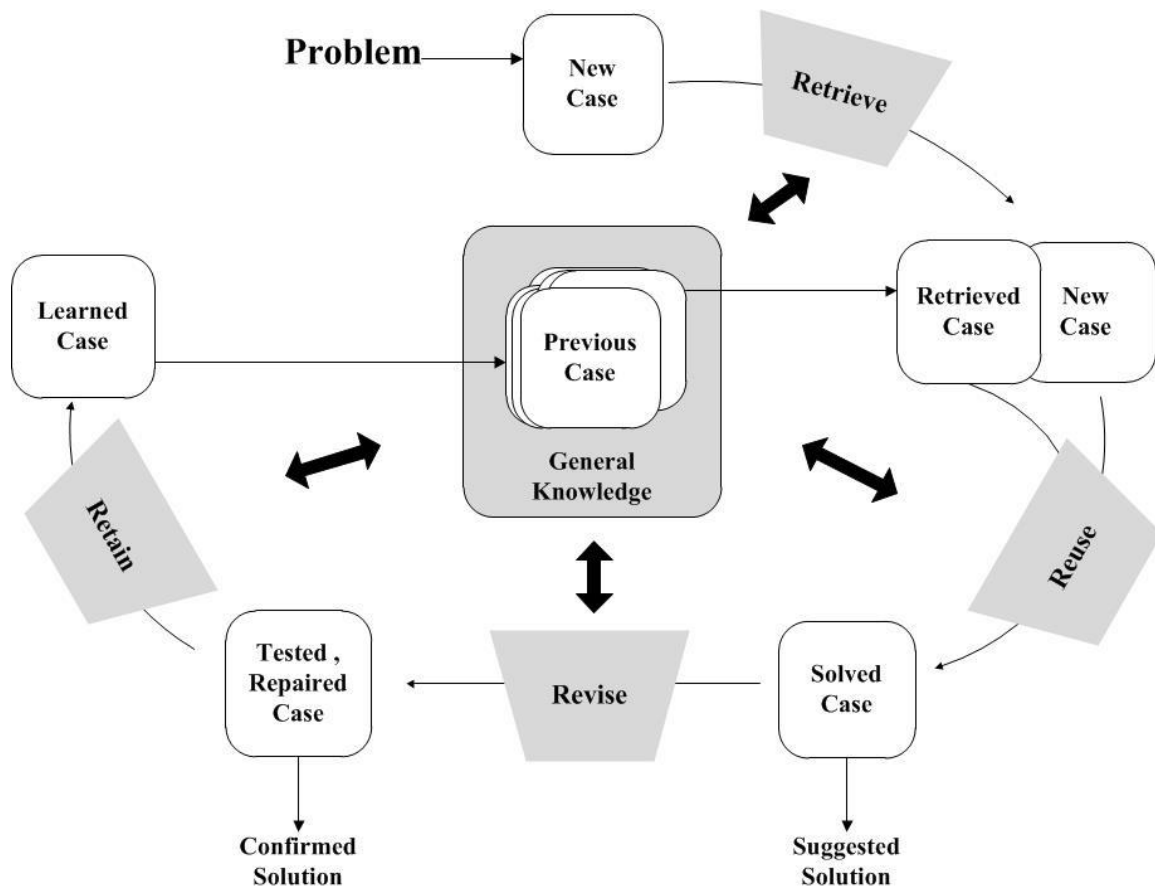 Problem
New
Case
Retrieve
Learned
Case
Previous
Case
General
Knowledge
Retrieved
Case
New
Case
Retain
Reuse
Tested ,
Repaired
Case
Revise
Solved
Case
Confirmed
Solution
Suggested
Solution